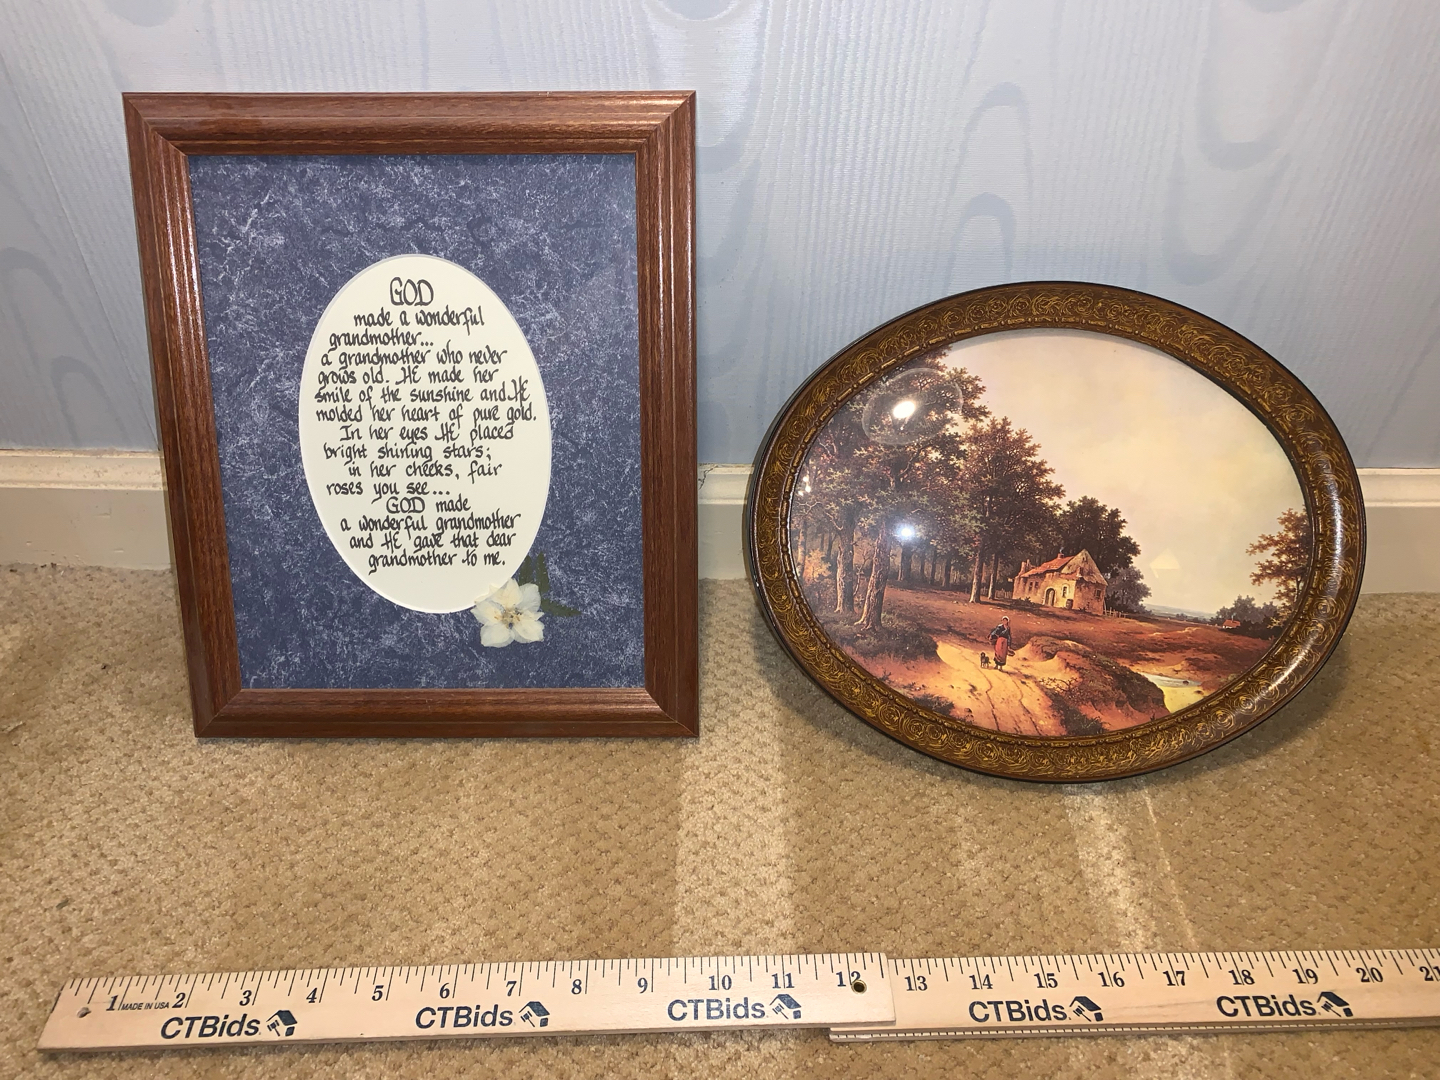 GOD
made a wonderful
grandmother...
a grandmother who never
grows old. HE made her
smile of the sunshine and HE
molded her heart of pure gold.
In her eyes HE placed
bright shining stars;
in her cheeks, fair
roses you see...
GOD made
a wonderful grandmother
and HE gave that dear
grandmother to me.
1 MADE IN USA 2 3 4 5 6 7 8 9 10 11 12 13 14 15 16 17 18 19 20 21
CTBids CTBids CTBids CTBids CTBids